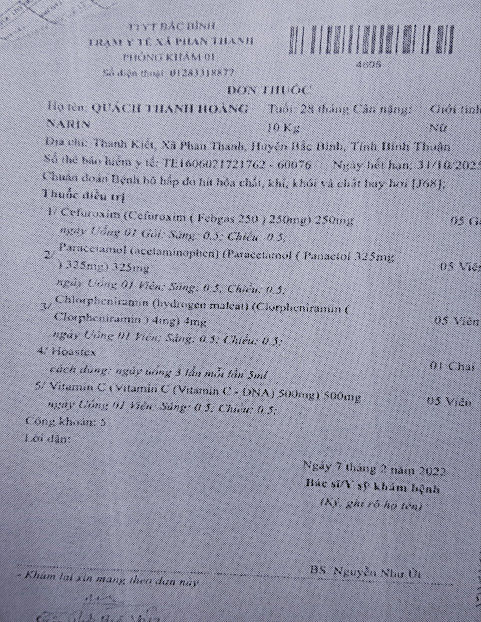 TTYT BẮC BÌNH
TRẠM Y TẾ XÃ PHAN THANH
PHÒNG KHÁM 01
Số điện thoại: 01283318877
4605
ĐƠN THUỐC
Họ tên: QUÁCH THANH HOÀNG Tuổi: 28 tháng Cân nặng: Giới tính
NARIN 10 Kg Nữ
Địa chỉ: Thanh Kiết, Xã Phan Thanh, Huyện Bắc Bình, Tỉnh Bình Thuận
Số thẻ bảo hiểm y tế: TE1606021721762 - 60076 Ngày hết hạn: 31/10/2025
Chuẩn đoán Bệnh hô hấp do hít hóa chất, khí, khói và chất bay hơi [J68];
Thuốc điều trị
1/ Cefuroxim (Cefuroxim ( Febgas 250 ) 250mg) 250mg 05 G
ngày Uống 01 Gói; Sáng: 0.5; Chiều: 0.5;
2/ Paracetamol (acetaminophen) (Paracetamol ( Panactol 325mg
) 325mg) 325mg 05 Viên
ngày Uống 01 Viên; Sáng: 0.5; Chiều: 0.5;
3/ Chlorpheniramin (hydrogen maleat) (Clorpheniramin (
Clorpheniramin ) 4mg) 4mg 05 Viên
ngày Uống 01 Viên; Sáng: 0.5; Chiều: 0.5;
4/ Hoastex 01 Chai
cách dùng: ngày uống 3 lần mỗi lần 5ml
5/ Vitamin C (Vitamin C (Vitamin C - DNA) 500mg) 500mg 05 Viên
ngày Uống 01 Viên; Sáng: 0.5; Chiều: 0.5;
Cộng khoản: 5
Lời dặn:
Ngày 7 tháng 2 năm 2022
Bác sĩ/Y sỹ khám bệnh
(Ký, ghi rõ họ tên)
BS. Nguyễn Như Út
- Khám lại xin mang theo đơn này